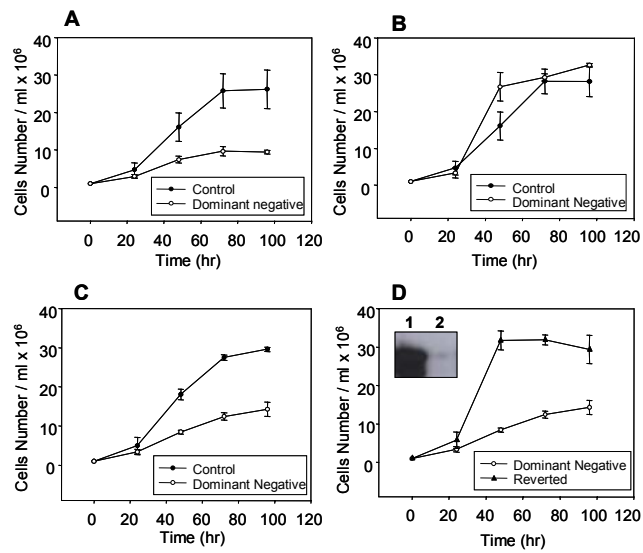 A
Cells Number / ml x 10⁶
40
30
20
10
0
0 20 40 60 80 100 120
Time (hr)
Control
Dominant negative
B
Cells Number / ml x 10⁶
40
30
20
10
0
0 20 40 60 80 100 120
Time (hr)
Control
Dominant Negative
C
Cells Number / ml x 10⁶
40
30
20
10
0
0 20 40 60 80 100 120
Time (hr)
Control
Dominant Negative
D
1 2
Cells Number / ml x 10⁶
40
30
20
10
0
0 20 40 60 80 100 120
Time (hr)
Dominant Negative
Reverted